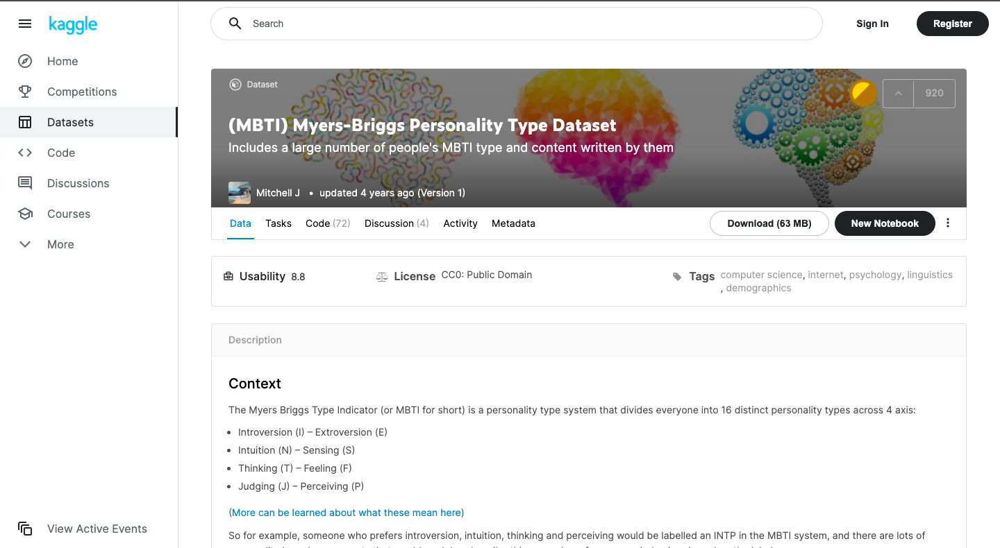 kaggle
Search
Sign In
Register
Home
Competitions
Datasets
Code
Discussions
Courses
More
View Active Events
Dataset
920
(MBTI) Myers-Briggs Personality Type Dataset
Includes a large number of people's MBTI type and content written by them
Mitchell J • updated 4 years ago (Version 1)
Data Tasks Code (72) Discussion (4) Activity Metadata Download (63 MB) New Notebook
Usability 8.8 License CC0: Public Domain Tags computer science, internet, psychology, linguistics
, demographics
Description
Context
The Myers Briggs Type Indicator (or MBTI for short) is a personality type system that divides everyone into 16 distinct personality types across 4 axis:
• Introversion (I) – Extroversion (E)
• Intuition (N) – Sensing (S)
• Thinking (T) – Feeling (F)
• Judging (J) – Perceiving (P)
(More can be learned about what these mean here)
So for example, someone who prefers introversion, intuition, thinking and perceiving would be labelled an INTP in the MBTI system, and there are lots of